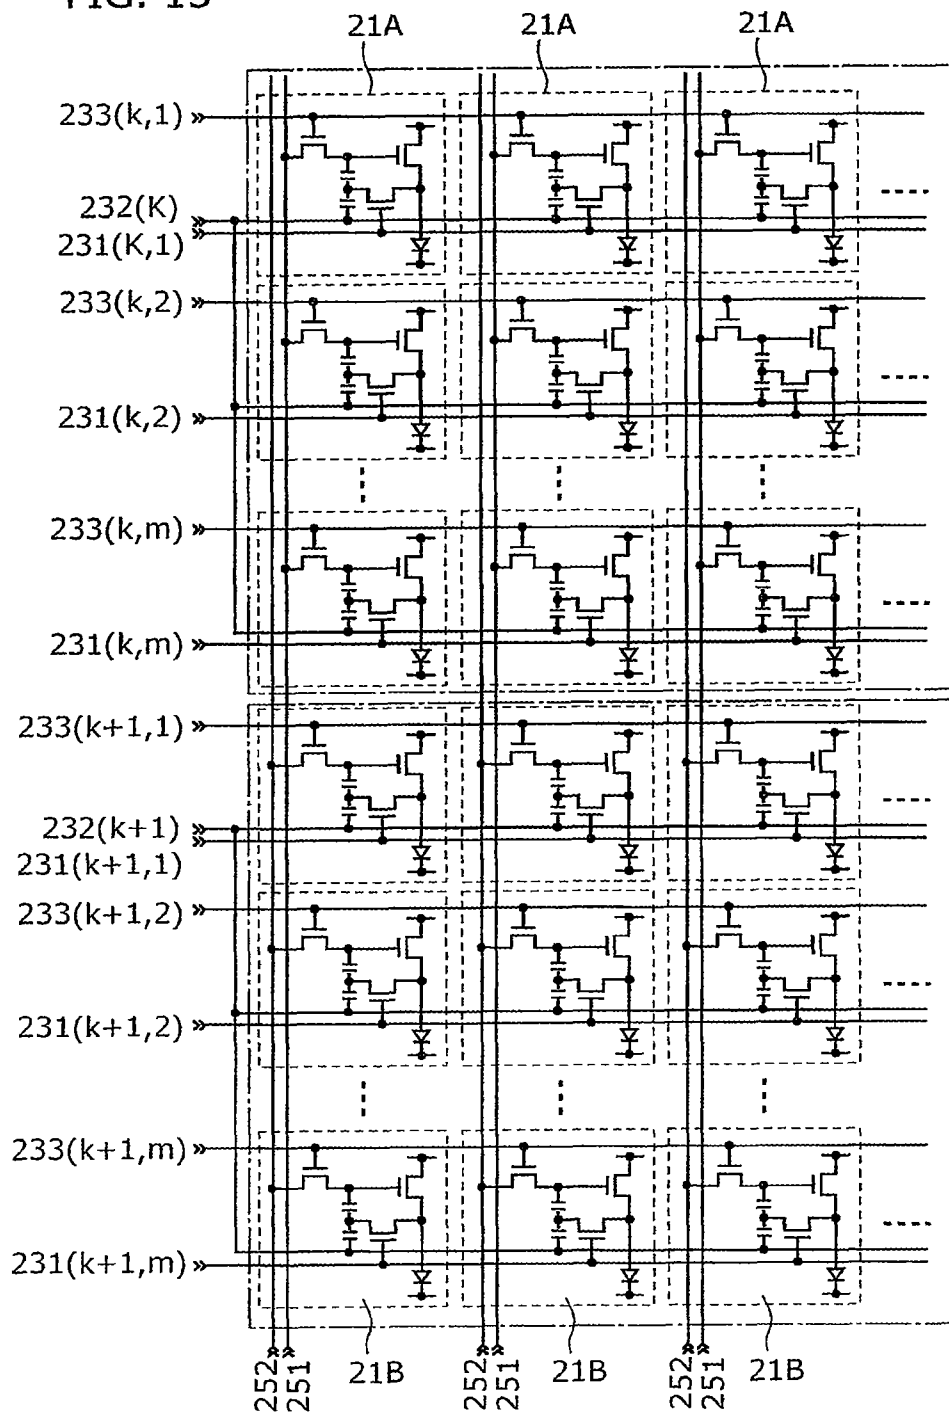 FIG. 15
21A 21A 21A
233(k,1)
232(K)
231(K,1)
233(k,2)
231(k,2)
233(k,m)
231(k,m)
233(k+1,1)
232(k+1)
231(k+1,1)
233(k+1,2)
231(k+1,2)
233(k+1,m)
231(k+1,m)
252 251 21B 252 251 21B 252 251 21B